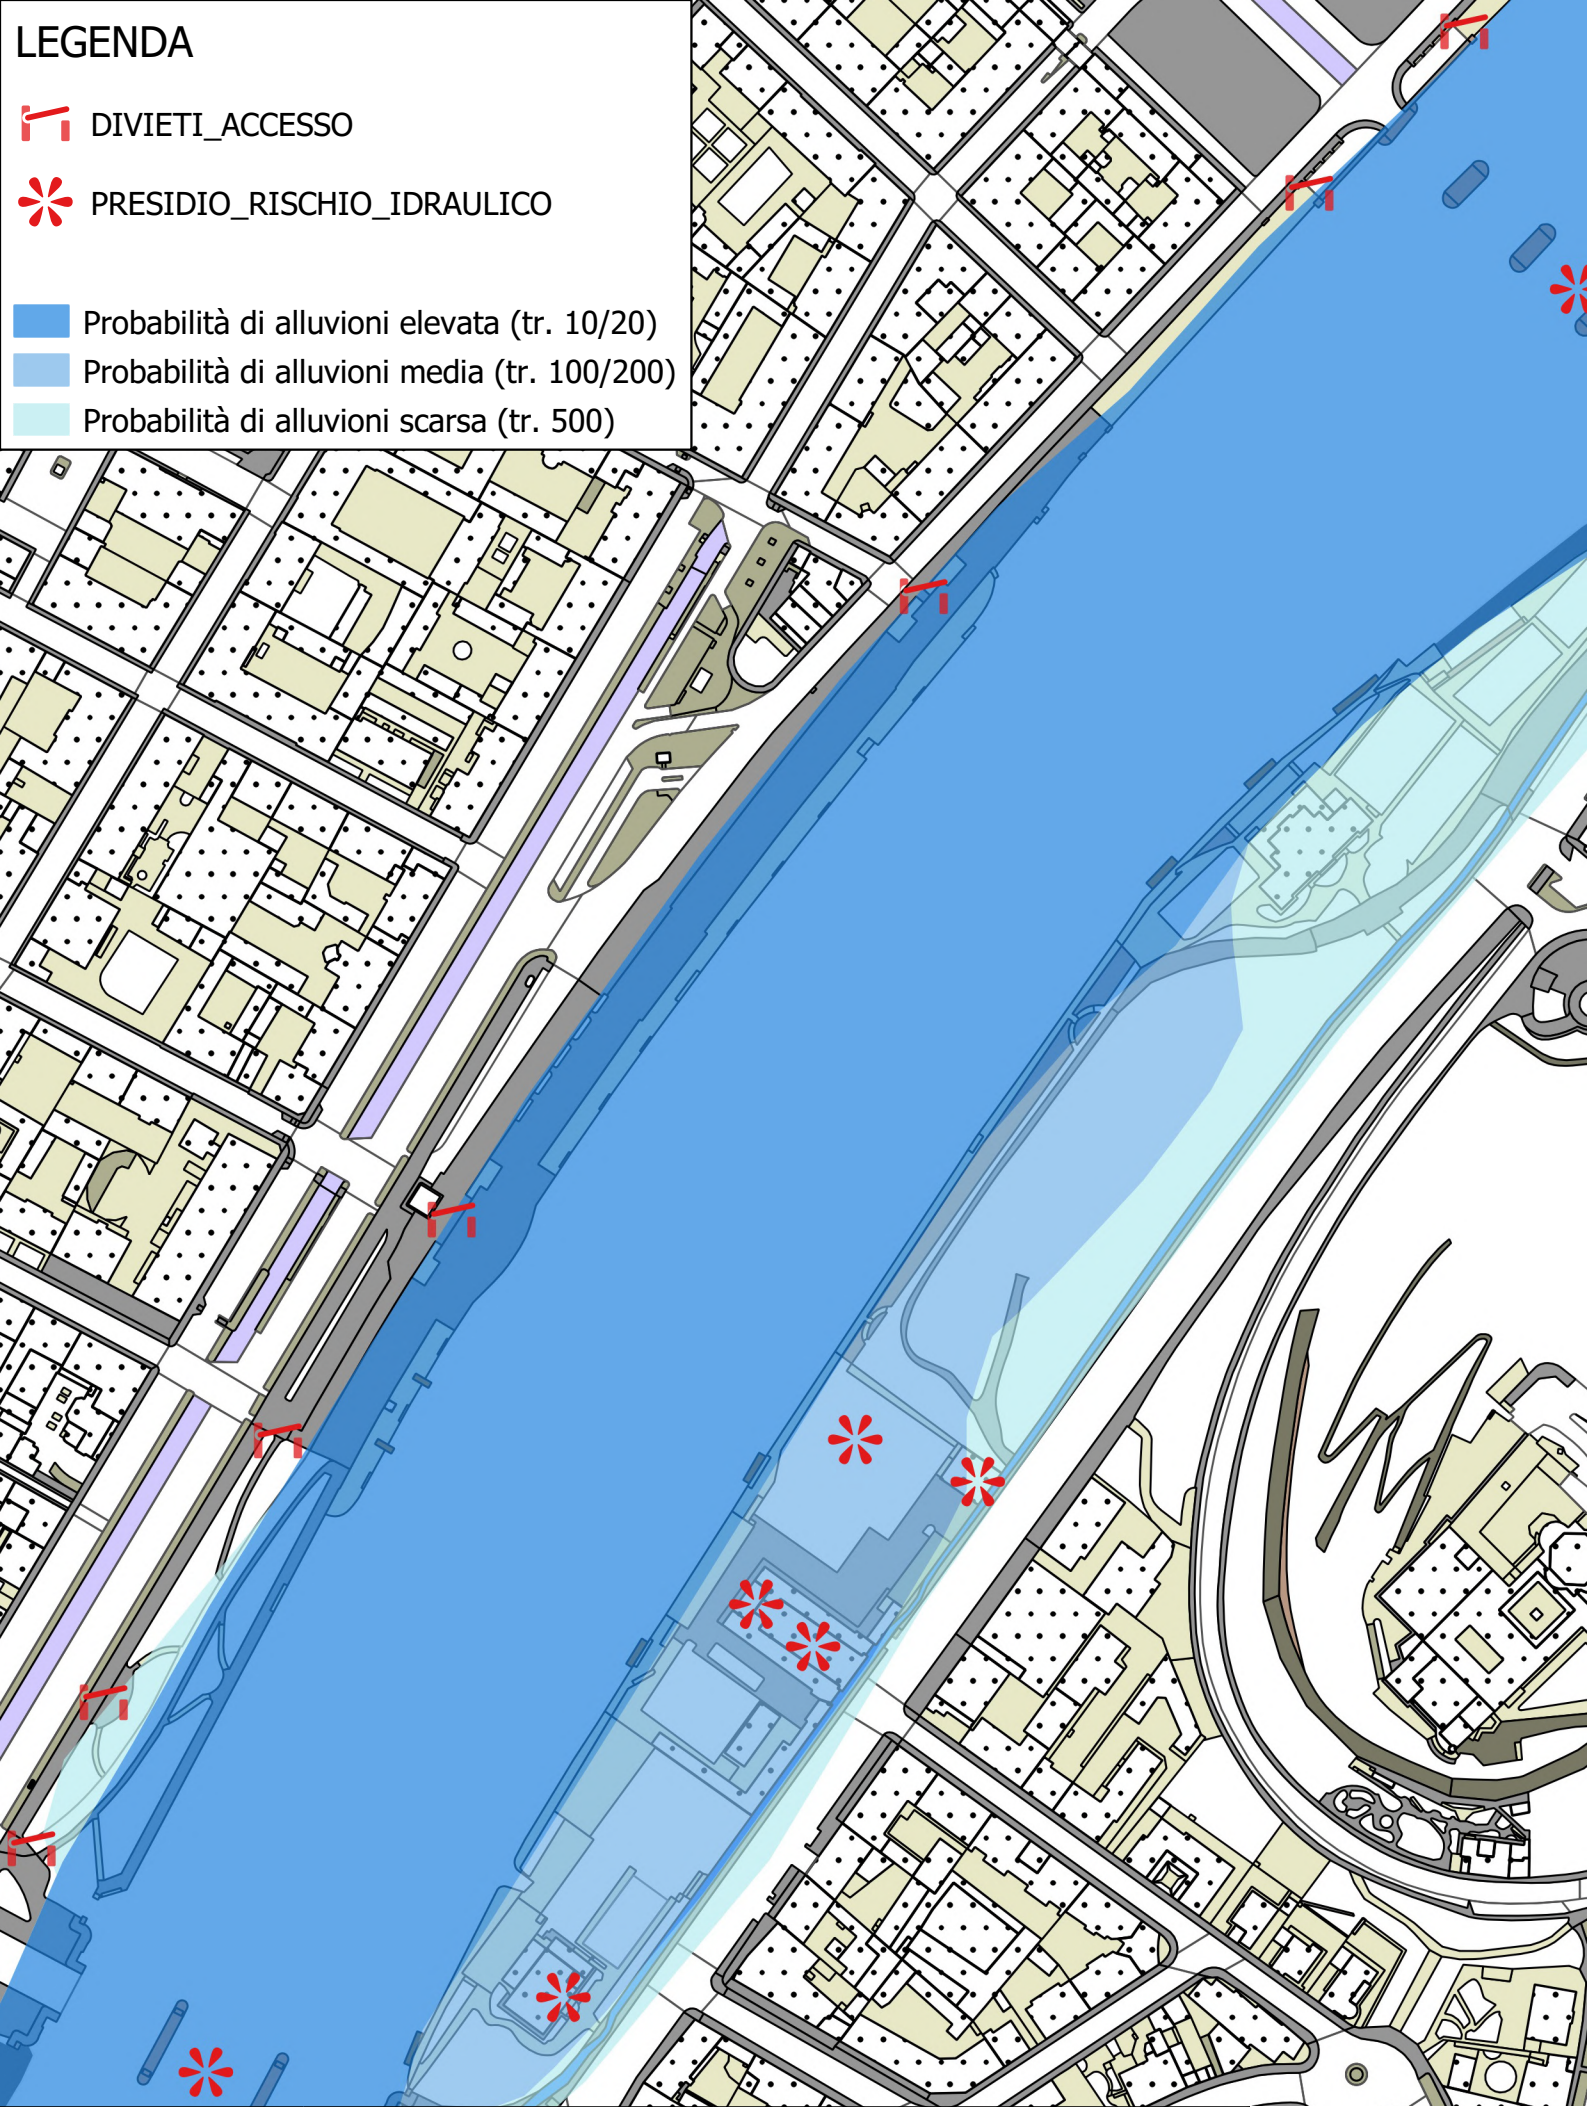 LEGENDA
DIVIETI_ACCESSO
PRESIDIO_RISCHIO_IDRAULICO
Probabilità di alluvioni elevata (tr. 10/20)
Probabilità di alluvioni media (tr. 100/200)
Probabilità di alluvioni scarsa (tr. 500)